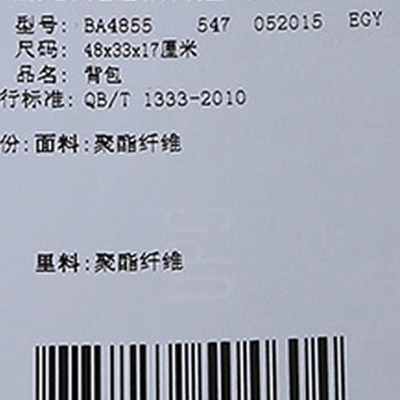 型号: BA4855 547 052015 EGY
尺码: 48x33x17厘米
品名: 背包
行标准: QB/T 1333-2010
份: 面料: 聚酯纤维
里料: 聚酯纤维